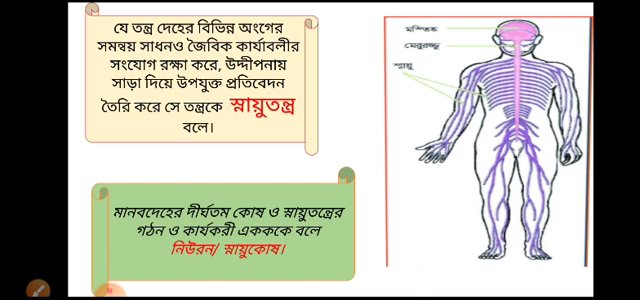 যে তন্ত্র দেহের বিভিন্ন অংগের
সমন্বয় সাধনও জৈবিক কার্যাবলীর
সংযোগ রক্ষা করে, উদ্দীপনায়
সাড়া দিয়ে উপযুক্ত প্রতিবেদন
তৈরি করে সে তন্ত্রকে স্নায়ুতন্ত্র
বলে।
মানবদেহের দীর্ঘতম কোষ ও স্নায়ুতন্ত্রের
গঠন ও কার্যকরী একককে বলে
নিউরন/ স্নায়ুকোষ।
মস্তিষ্ক
মেরুরজ্জু
স্নায়ু